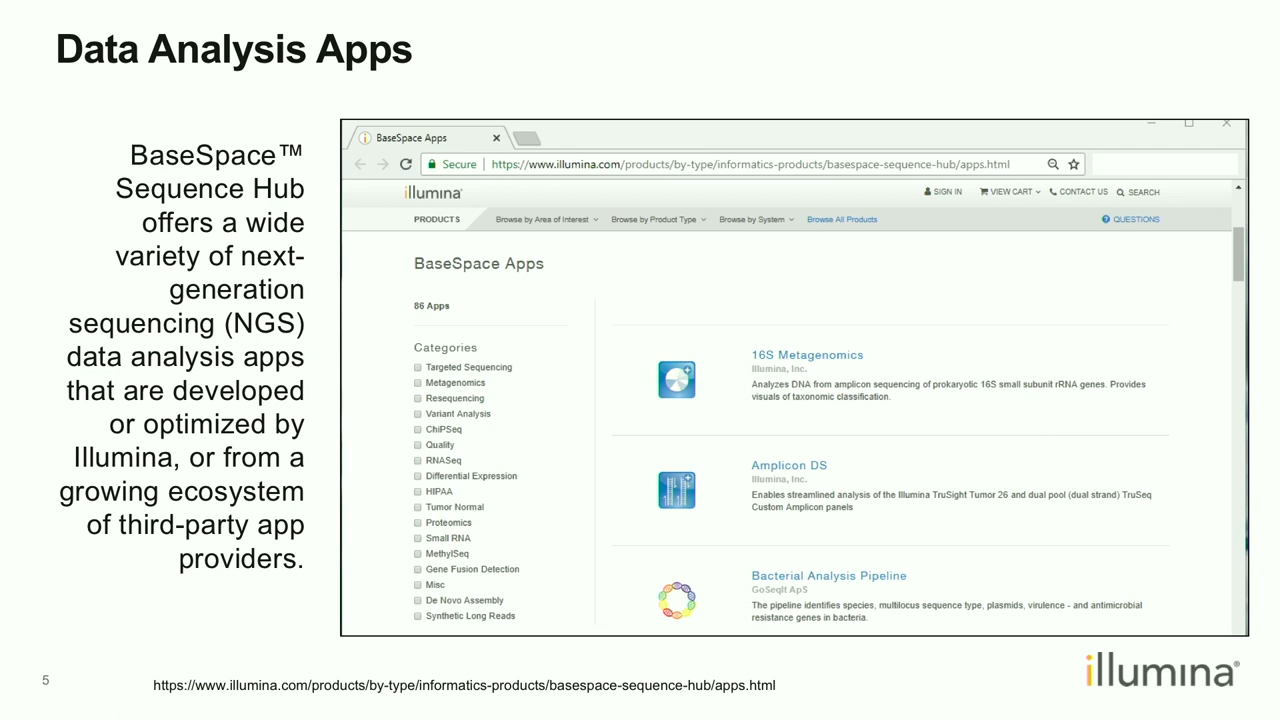 Data Analysis Apps
BaseSpace™
Sequence Hub
offers a wide
variety of next-
generation
sequencing (NGS)
data analysis apps
that are developed
or optimized by
Illumina, or from a
growing ecosystem
of third-party app
providers.
BaseSpace Apps
Secure https://www.illumina.com/products/by-type/informatics-products/basespace-sequence-hub/apps.html
illumina
SIGN IN VIEW CART CONTACT US SEARCH
PRODUCTS Browse by Area of Interest Browse by Product Type Browse by System Browse All Products QUESTIONS
BaseSpace Apps
86 Apps
Categories
Targeted Sequencing
Metagenomics
Resequencing
Variant Analysis
ChiPSeq
Quality
RNASeq
Differential Expression
HIPAA
Tumor Normal
Proteomics
Small RNA
MethylSeq
Gene Fusion Detection
Misc
De Novo Assembly
Synthetic Long Reads
16S Metagenomics
Illumina, Inc.
Analyzes DNA from amplicon sequencing of prokaryotic 16S small subunit rRNA genes. Provides
visuals of taxonomic classification.
Amplicon DS
Illumina, Inc.
Enables streamlined analysis of the Illumina TruSight Tumor 26 and dual pool (dual strand) TruSeq
Custom Amplicon panels
Bacterial Analysis Pipeline
GoSeqIt ApS
The pipeline identifies species, multilocus sequence type, plasmids, virulence - and antimicrobial
resistance genes in bacteria.
5
https://www.illumina.com/products/by-type/informatics-products/basespace-sequence-hub/apps.html
illumina®